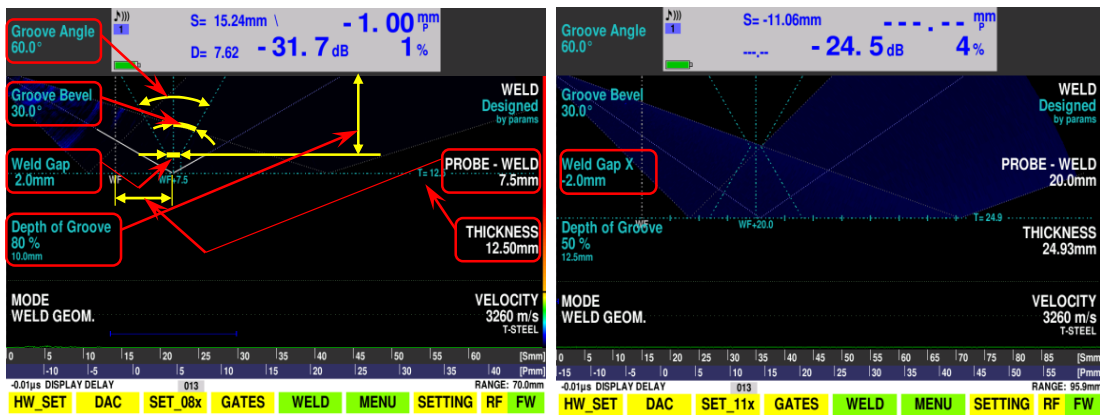 Groove Angle
60.0°
♪)))
1
S= 15.24mm \
-1.00 mm
P
D= 7.62
-31.7 dB
1 %
Groove Bevel
30.0°
WELD
Designed
by params
Weld Gap
2.0mm
WF
WF+7.5
T= 12.5
PROBE - WELD
7.5mm
Depth of Groove
80 %
10.0mm
THICKNESS
12.50mm
MODE
WELD GEOM.
VELOCITY
3260 m/s
T-STEEL
0 5 10 15 20 25 30 35 40 45 50 55 60 [Smm]
-10 -5 0 5 10 15 20 25 30 35 40 [Pmm]
-0.01µs DISPLAY DELAY 013 RANGE: 70.0mm
HW_SET DAC SET_08x GATES WELD MENU SETTING RF FW
Groove Angle
60.0°
♪)))
1
S= -11.06mm
---.-- mm
P
---.--
-24.5 dB
4 %
Groove Bevel
30.0°
WELD
Designed
by params
Weld Gap X
-2.0mm
WF
WF+20.0
T= 24.9
PROBE - WELD
20.0mm
Depth of Groove
50 %
12.5mm
THICKNESS
24.93mm
MODE
WELD GEOM.
VELOCITY
3260 m/s
T-STEEL
0 5 10 15 20 25 30 35 40 45 50 55 60 65 70 75 80 85 [Smm]
-15 -10 -5 0 5 10 15 20 25 30 35 40 45 50 55 [Pmm]
-0.01µs DISPLAY DELAY 013 RANGE: 95.9mm
HW_SET DAC SET_11x GATES WELD MENU SETTING RF FW